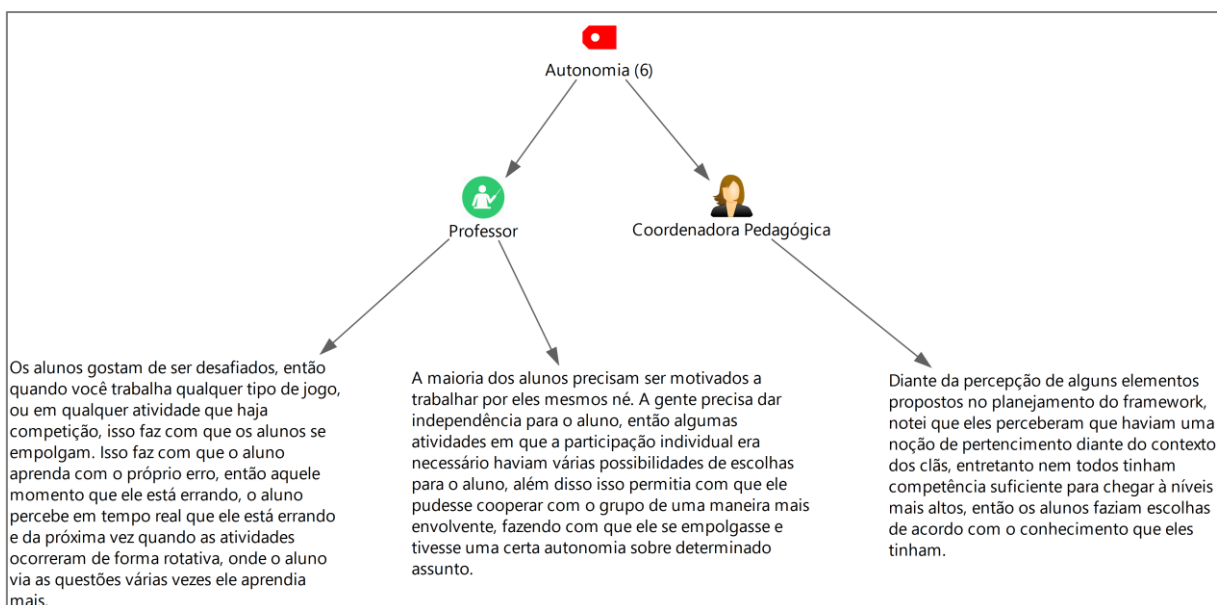 Autonomia (6)
Professor
Coordenadora Pedagógica
Os alunos gostam de ser desafiados, então
quando você trabalha qualquer tipo de jogo,
ou em qualquer atividade que haja
competição, isso faz com que os alunos se
empolgam. Isso faz com que o aluno
aprenda com o próprio erro, então aquele
momento que ele está errando, o aluno
percebe em tempo real que ele está errando
e da próxima vez quando as atividades
ocorreram de forma rotativa, onde o aluno
via as questões várias vezes ele aprendia
mais.
A maioria dos alunos precisam ser motivados a
trabalhar por eles mesmos né. A gente precisa dar
independência para o aluno, então algumas
atividades em que a participação individual era
necessário haviam várias possibilidades de escolhas
para o aluno, além disso isso permitia com que ele
pudesse cooperar com o grupo de uma maneira mais
envolvente, fazendo com que ele se empolgasse e
tivesse uma certa autonomia sobre determinado
assunto.
Diante da percepção de alguns elementos
propostos no planejamento do framework,
notei que eles perceberam que haviam uma
noção de pertencimento diante do contexto
dos clãs, entretanto nem todos tinham
competência suficiente para chegar à níveis
mais altos, então os alunos faziam escolhas
de acordo com o conhecimento que eles
tinham.